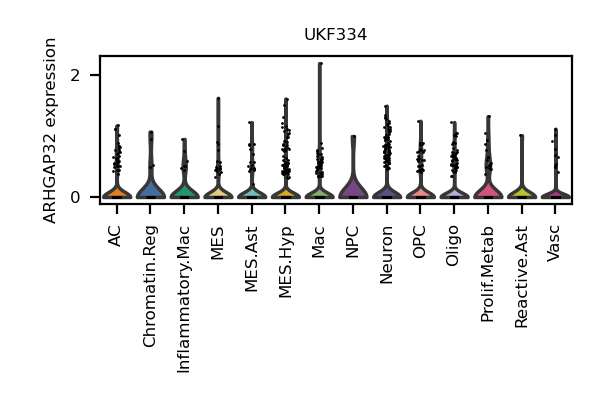 UKF334
ARHGAP32 expression
2
0
AC
Chromatin.Reg
Inflammatory.Mac
MES
MES.Ast
MES.Hyp
Mac
NPC
Neuron
OPC
Oligo
Prolif.Metab
Reactive.Ast
Vasc